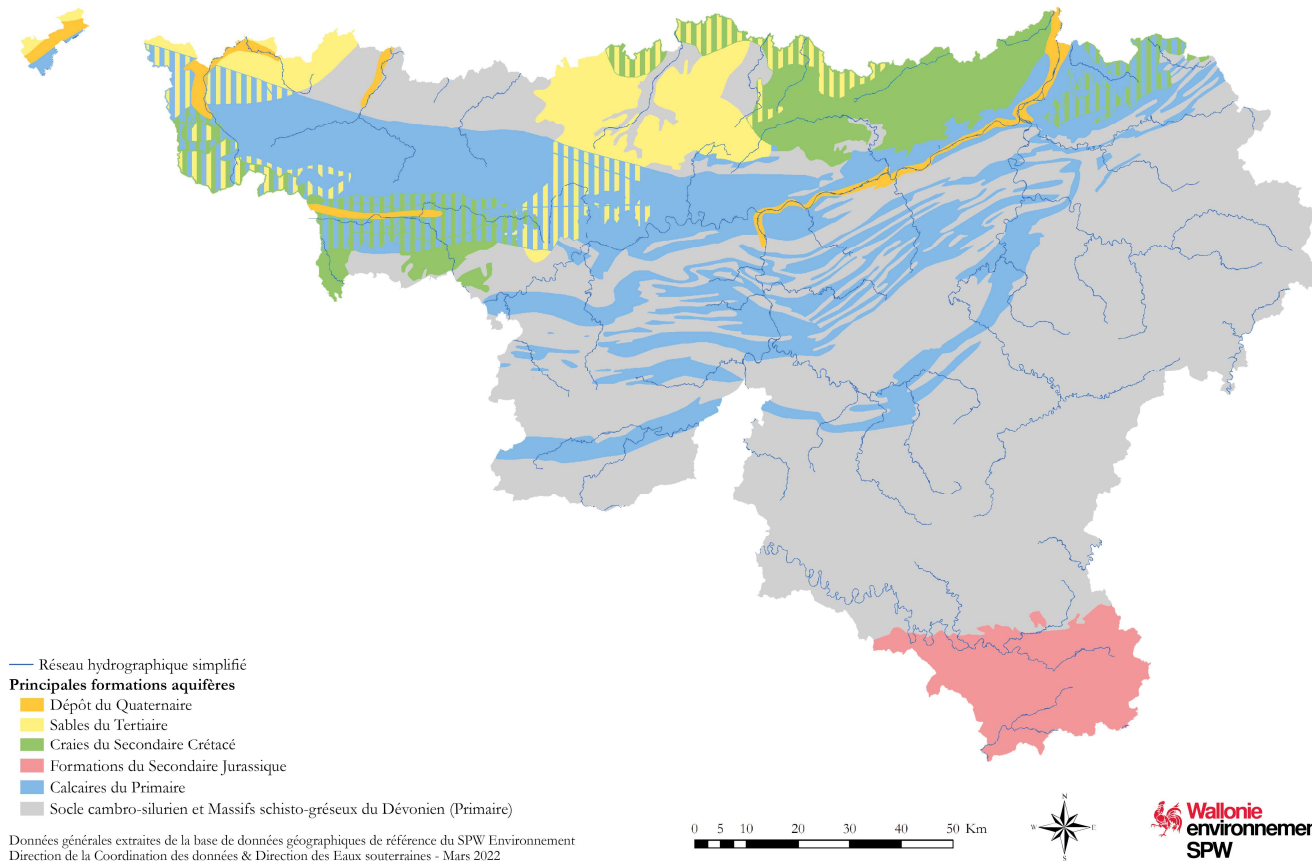 Réseau hydrographique simplifié
Principales formations aquifères
Dépôt du Quaternaire
Sables du Tertiaire
Craies du Secondaire Crétacé
Formations du Secondaire Jurassique
Calcaires du Primaire
Socle cambro-silurien et Massifs schisto-gréseux du Dévonien (Primaire)
Données générales extraites de la base de données géographiques de référence du SPW Environnement
Direction de la Coordination des données & Direction des Eaux souterraines - Mars 2022
0 5 10 20 30 40 50 Km
N
W E
S
Wallonie
environnemen
SPW